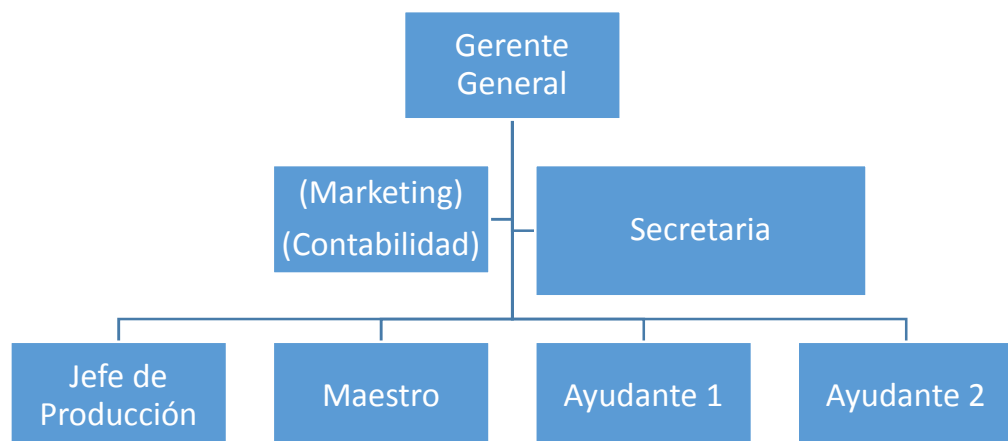 Gerente
General
(Marketing)
(Contabilidad)
Secretaria
Jefe de
Producción
Maestro
Ayudante 1
Ayudante 2